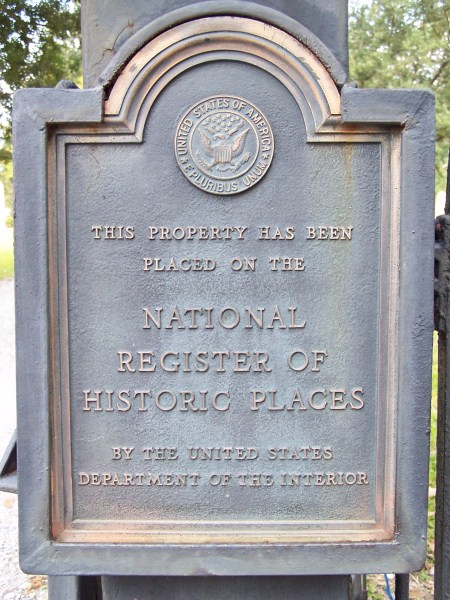 UNITED STATES OF AMERICA
E PLURIBUS UNUM
THIS PROPERTY HAS BEEN
PLACED ON THE
NATIONAL
REGISTER OF
HISTORIC PLACES
BY THE UNITED STATES
DEPARTMENT OF THE INTERIOR